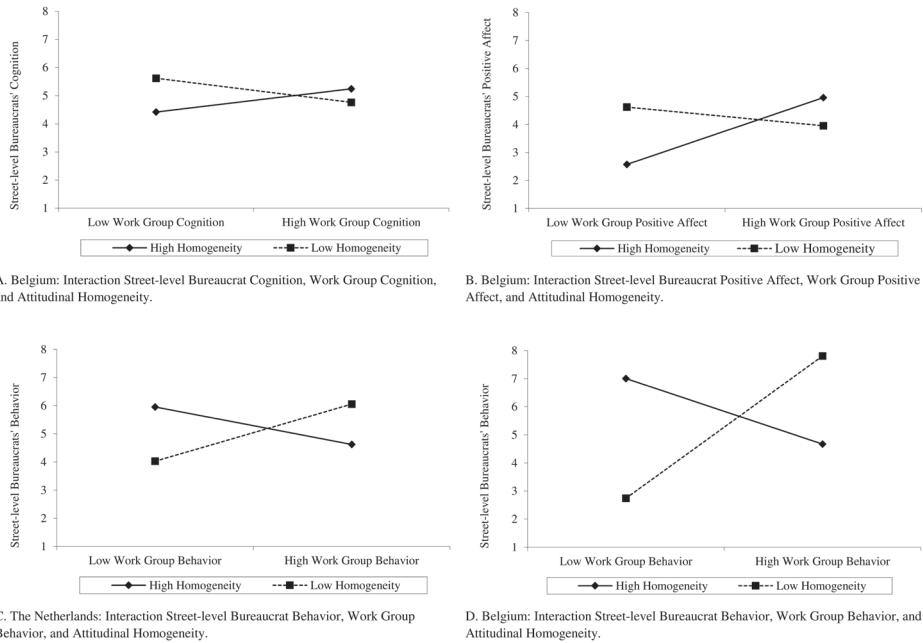 8
7
6
5
4
3
2
1
Street-level Bureaucrats' Cognition
Low Work Group Cognition
High Work Group Cognition
High Homogeneity
Low Homogeneity
A. Belgium: Interaction Street-level Bureaucrat Cognition, Work Group Cognition,
and Attitudinal Homogeneity.
8
7
6
5
4
3
2
1
Street-level Bureaucrats' Positive Affect
Low Work Group Positive Affect
High Work Group Positive Affect
High Homogeneity
Low Homogeneity
B. Belgium: Interaction Street-level Bureaucrat Positive Affect, Work Group Positive
Affect, and Attitudinal Homogeneity.
8
7
6
5
4
3
2
1
Street-level Bureaucrats' Behavior
Low Work Group Behavior
High Work Group Behavior
High Homogeneity
Low Homogeneity
C. The Netherlands: Interaction Street-level Bureaucrat Behavior, Work Group
Behavior, and Attitudinal Homogeneity.
8
7
6
5
4
3
2
1
Street-level Bureaucrats' Behavior
Low Work Group Behavior
High Work Group Behavior
High Homogeneity
Low Homogeneity
D. Belgium: Interaction Street-level Bureaucrat Behavior, Work Group Behavior, and
Attitudinal Homogeneity.